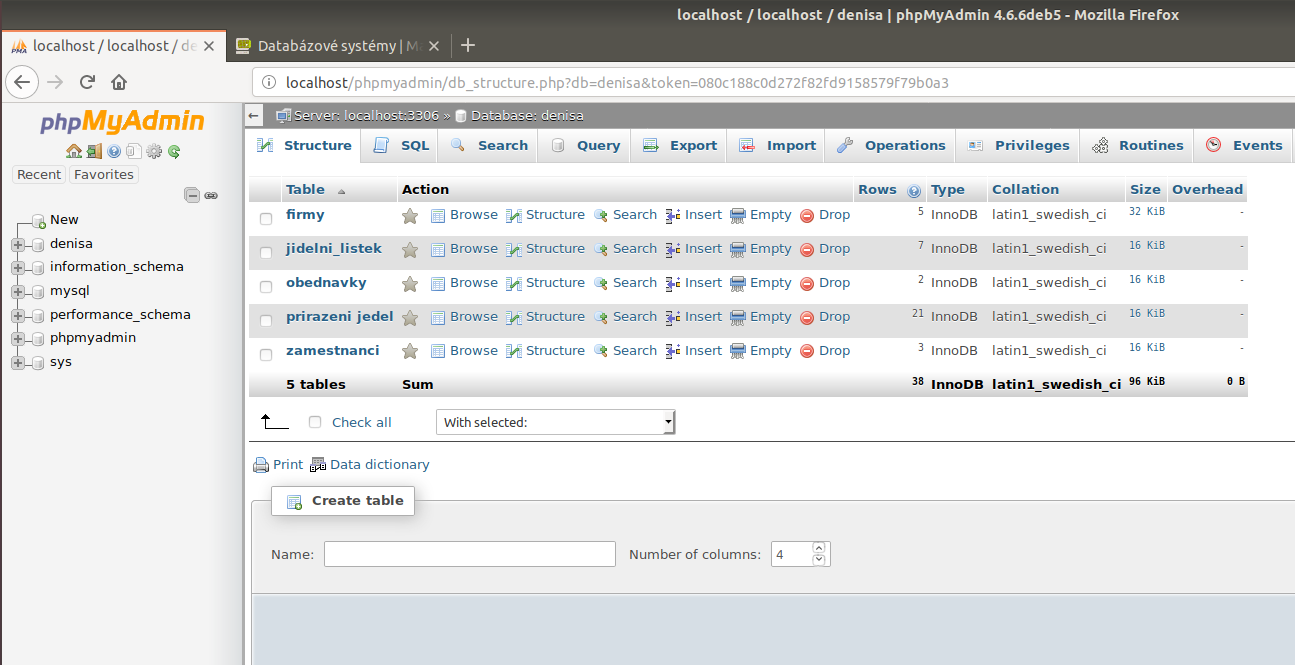 localhost / localhost / denisa | phpMyAdmin 4.6.6deb5 - Mozilla Firefox
PMA localhost / localhost / de
Databázové systémy | M
localhost/phpmyadmin/db_structure.php?db=denisa&token=080c188c0d272f82fd9158579f79b0a3
phpMyAdmin
Recent Favorites
New
denisa
information_schema
mysql
performance_schema
phpmyadmin
sys
Server: localhost:3306 » Database: denisa
Structure SQL Search Query Export Import Operations Privileges Routines Events
Table Action Rows Type Collation Size Overhead
firmy Browse Structure Search Insert Empty Drop 5 InnoDB latin1_swedish_ci 32 KiB -
jidelni_listek Browse Structure Search Insert Empty Drop 7 InnoDB latin1_swedish_ci 16 KiB -
obednavky Browse Structure Search Insert Empty Drop 2 InnoDB latin1_swedish_ci 16 KiB -
prirazeni jedel Browse Structure Search Insert Empty Drop 21 InnoDB latin1_swedish_ci 16 KiB -
zamestnanci Browse Structure Search Insert Empty Drop 3 InnoDB latin1_swedish_ci 16 KiB -
5 tables Sum 38 InnoDB latin1_swedish_ci 96 KiB 0 B
Check all With selected:
Print Data dictionary
Create table
Name: Number of columns: 4